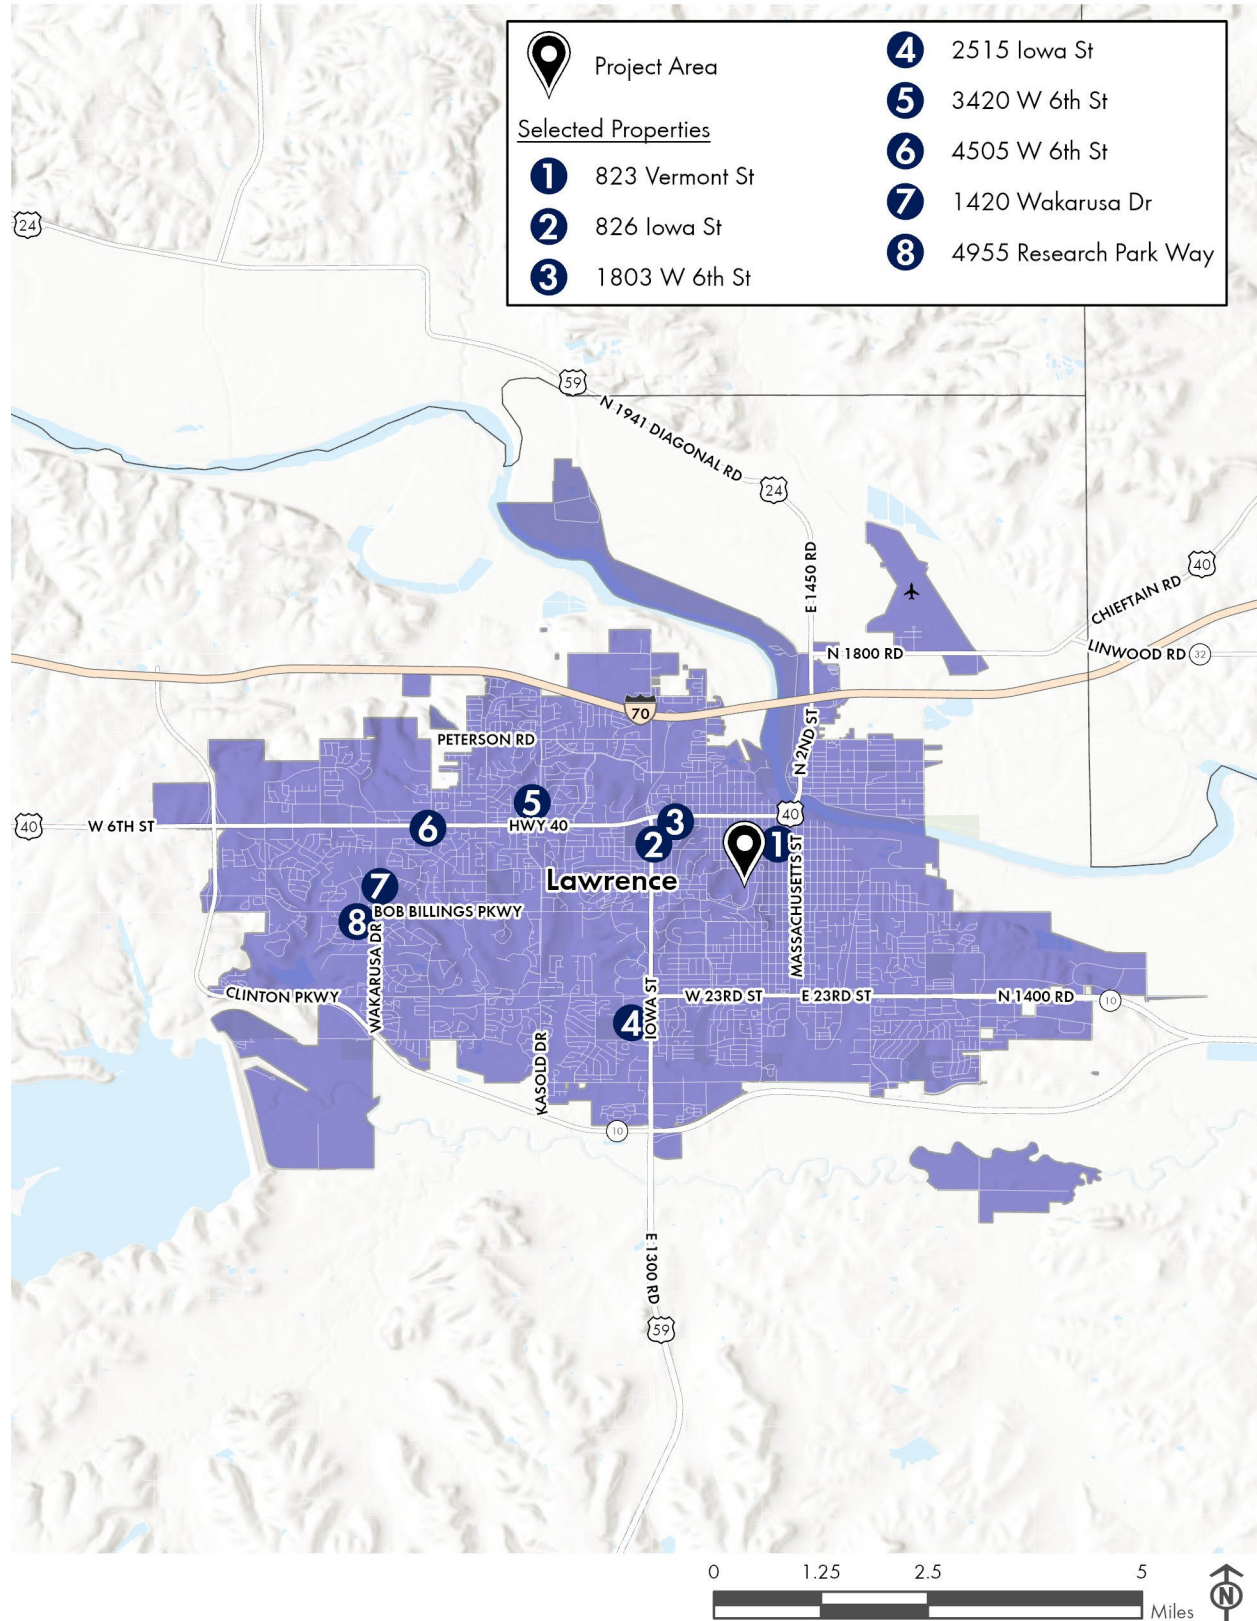 Project Area
Selected Properties
1 823 Vermont St
2 826 Iowa St
3 1803 W 6th St
4 2515 Iowa St
5 3420 W 6th St
6 4505 W 6th St
7 1420 Wakarusa Dr
8 4955 Research Park Way
24
59
N 1941 DIAGONAL RD
24
E 1450 RD
40
CHIEFTAIN RD
LINWOOD RD
32
N 1800 RD
70
N 2ND ST
PETERSON RD
5
40
W 6TH ST
6
HWY 40
3
40
2
1
Lawrence
MASSACHUSETTS ST
7
8
BOB BILLINGS PKWY
WAKARUSA DR
CLINTON PKWY
IOWA ST
W 23RD ST
E 23RD ST
N 1400 RD
10
4
KASOLD DR
10
E 1300 RD
59
0 1.25 2.5 5
Miles
N